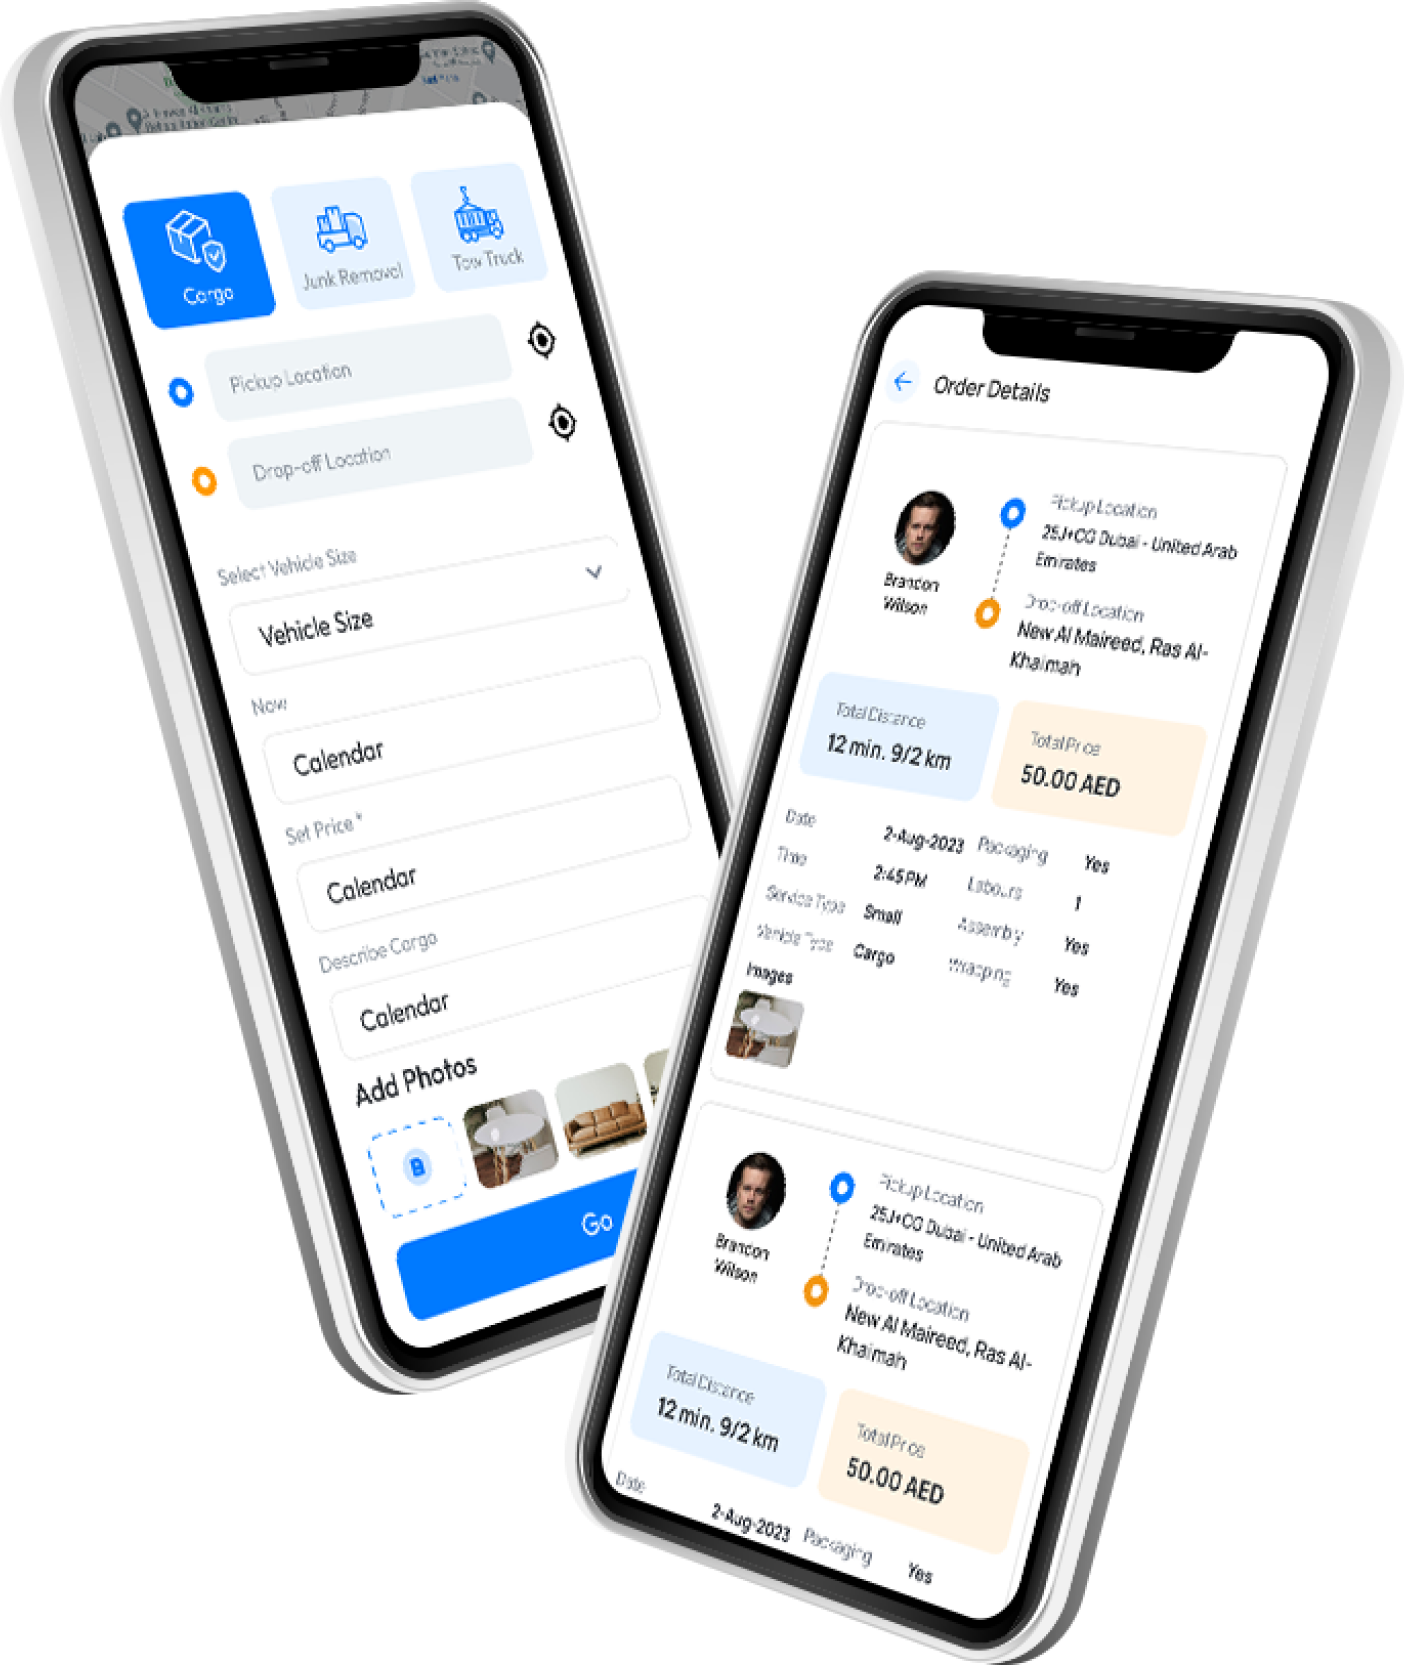 Cargo
Junk Removal
Tow Truck
Pickup Location
Drop-off Location
Select Vehicle Size
Vehicle Size
Now
Calendar
Set Price *
Calendar
Describe Cargo
Calendar
Add Photos
Go
Order Details
Brandon
Wilson
Pickup Location
25J+CG Dubai - United Arab
Emirates
Drop-off Location
New Al Maireed, Ras Al-
Khaimah
Total Distance
12 min. 9/2 km
Total Price
50.00 AED
Date 2-Aug-2023 Packaging Yes
Time 2:45 PM Labours 1
Service Type Small Assembly Yes
Vehicle Type Cargo Wrapping Yes
Images
Brandon
Wilson
Pickup Location
25J+CG Dubai - United Arab
Emirates
Drop-off Location
New Al Maireed, Ras Al-
Khaimah
Total Distance
12 min. 9/2 km
Total Price
50.00 AED
Date 2-Aug-2023 Packaging Yes